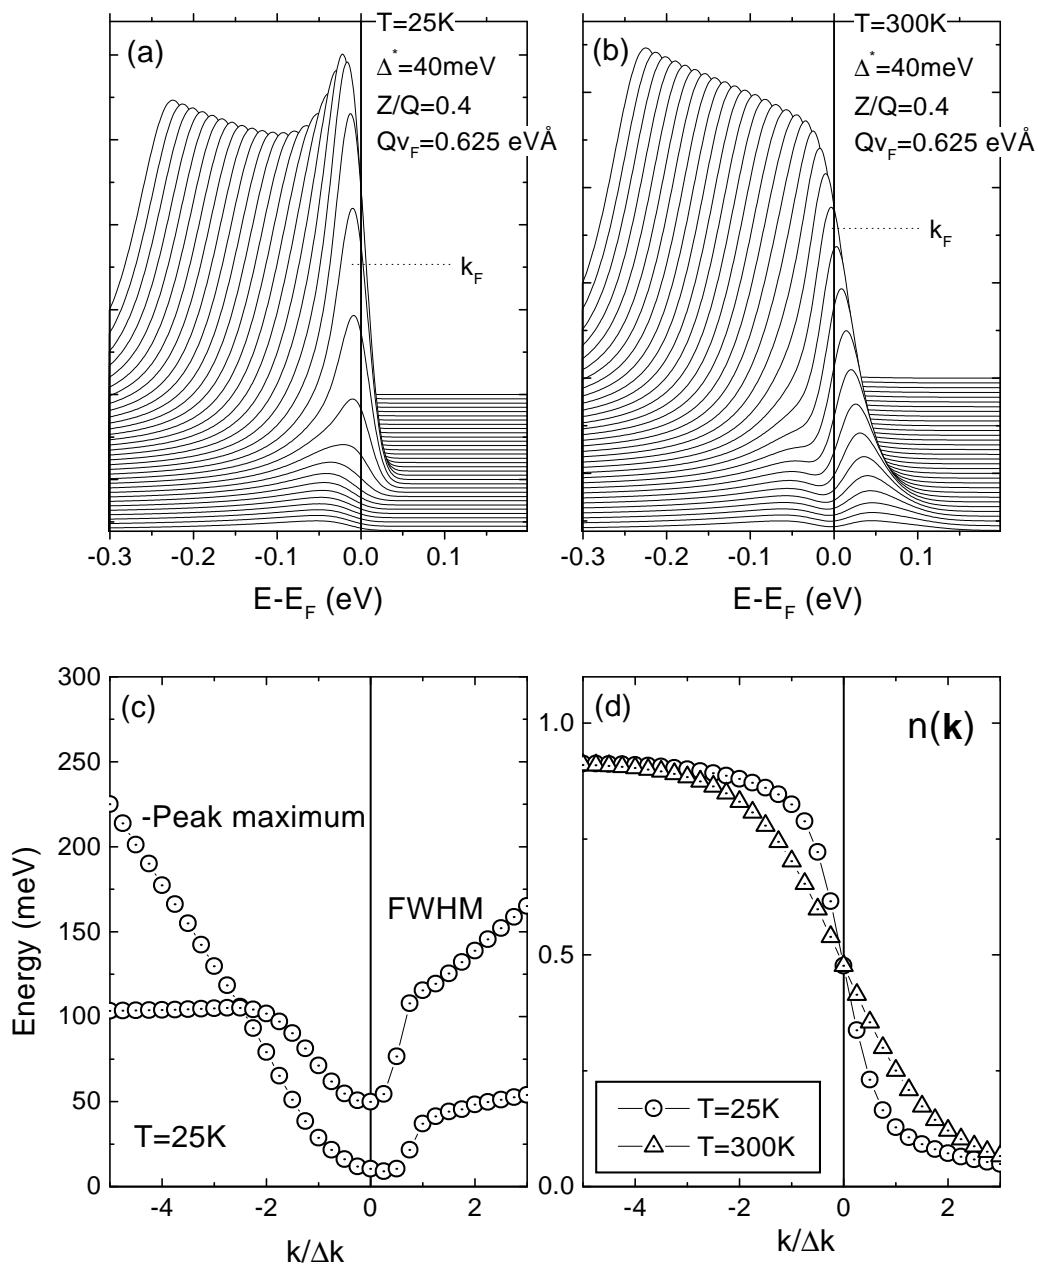 (a)
T=25K
Δ*=40meV
Z/Q=0.4
Qv_F=0.625 eVÅ
k_F
-0.3 -0.2 -0.1 0.0 0.1
E-E_F (eV)
(b)
T=300K
Δ*=40meV
Z/Q=0.4
Qv_F=0.625 eVÅ
k_F
-0.3 -0.2 -0.1 0.0 0.1
E-E_F (eV)
(c)
300
250
200
150
100
50
0
Energy (meV)
-Peak maximum
FWHM
T=25K
-4 -2 0 2
k/Δk
(d)
n(k)
1.0
0.5
0.0
T=25K
T=300K
-4 -2 0 2
k/Δk